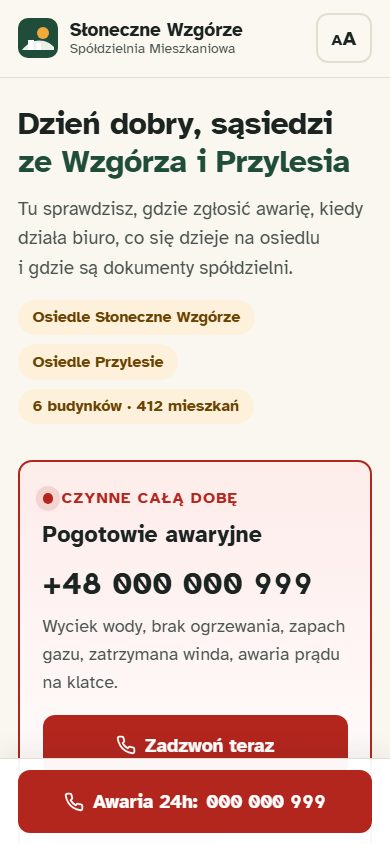 Słoneczne Wzgórze
Spółdzielnia Mieszkaniowa
AA
Dzień dobry, sąsiedzi
ze Wzgórza i Przylesia
Tu sprawdzisz, gdzie zgłosić awarię, kiedy
działa biuro, co się dzieje na osiedlu
i gdzie są dokumenty spółdzielni.
Osiedle Słoneczne Wzgórze
Osiedle Przylesie
6 budynków · 412 mieszkań
CZYNNE CAŁĄ DOBĘ
Pogotowie awaryjne
+48 000 000 999
Wyciek wody, brak ogrzewania, zapach
gazu, zatrzymana winda, awaria prądu
na klatce.
Zadzwoń teraz
Awaria 24h: 000 000 999